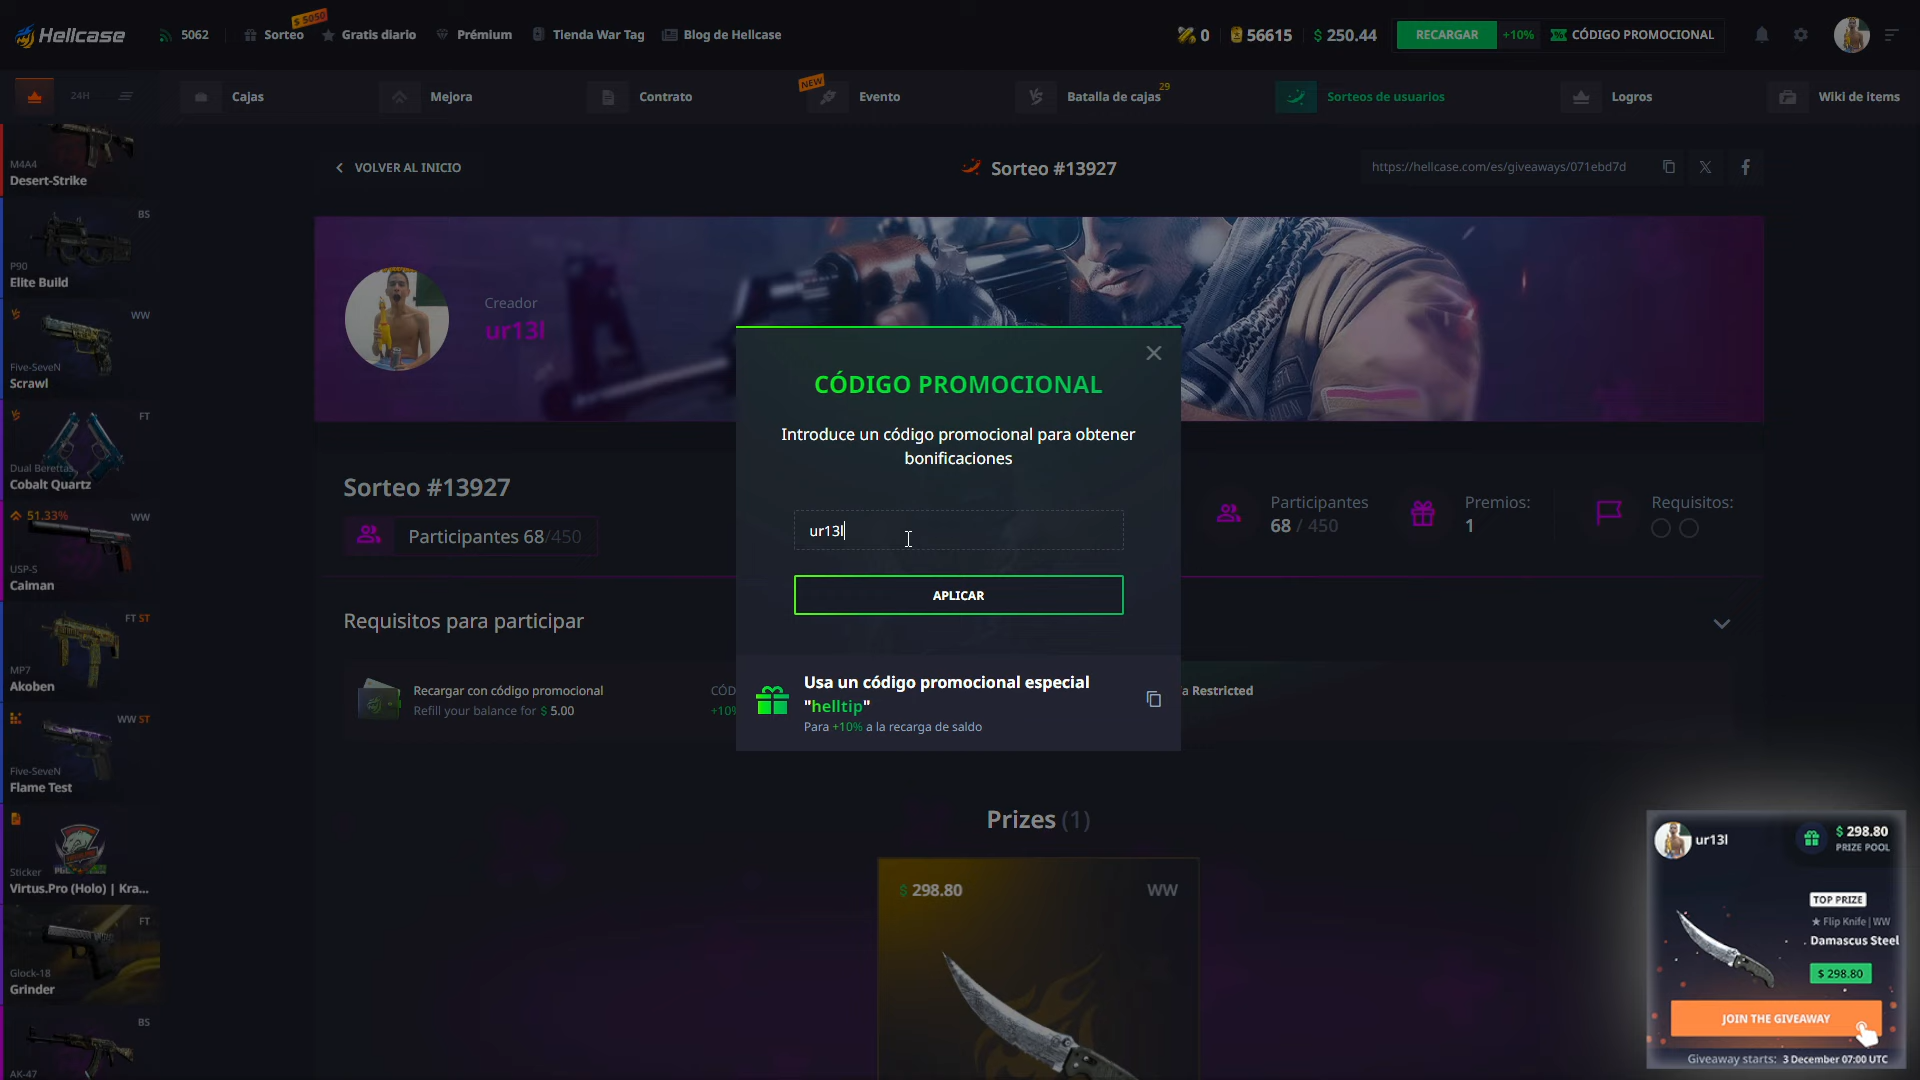 Hellcase
5062
$ 5050
Sorteo
Gratis diario
Prémium
Tienda War Tag
Blog de Hellcase
0
56615
$ 250.44
RECARGAR
+10%
CÓDIGO PROMOCIONAL
24H
Cajas
Mejora
Contrato
NEW
Evento
Batalla de cajas
29
Sorteos de usuarios
Logros
Wiki de items
M4A4
Desert-Strike
BS
P90
Elite Build
WW
Five-SeveN
Scrawl
FT
Dual Berettas
Cobalt Quartz
51.33%
WW
USP-S
Caiman
FT ST
MP7
Akoben
WW ST
Five-SeveN
Flame Test
Sticker
Virtus.Pro (Holo) | Kra...
FT
Glock-18
Grinder
BS
AK-47
VOLVER AL INICIO
Sorteo #13927
https://hellcase.com/es/giveaways/071ebd7d
Creador
ur13l
Sorteo #13927
Participantes 68/450
Participantes
68 / 450
Premios:
1
Requisitos:
Requisitos para participar
Recargar con código promocional
Refill your balance for $ 5.00
CÓD
+10%
a Restricted
CÓDIGO PROMOCIONAL
Introduce un código promocional para obtener
bonificaciones
ur13l
APLICAR
Usa un código promocional especial
"helltip"
Para +10% a la recarga de saldo
Prizes (1)
$ 298.80
WW
ur13l
$ 298.80
PRIZE POOL
TOP PRIZE
★ Flip Knife | WW
Damascus Steel
$ 298.80
JOIN THE GIVEAWAY
Giveaway starts: 3 December 07:00 UTC